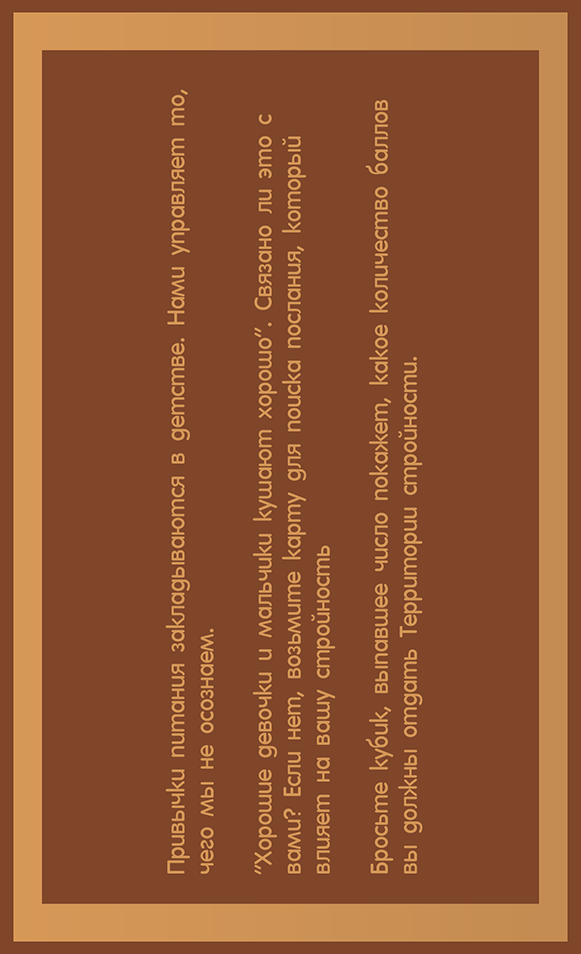 Привычки питания закладываются в детстве. Нами управляет то,
чего мы не осознаем.
“Хорошие девочки и мальчики кушают хорошо”. Связано ли это с
вами? Если нет, возьмите карту для поиска послания, который
влияет на вашу стройность
Бросьте кубик, выпавшее число покажет, какое количество баллов
вы должны отдать Территории стройности.